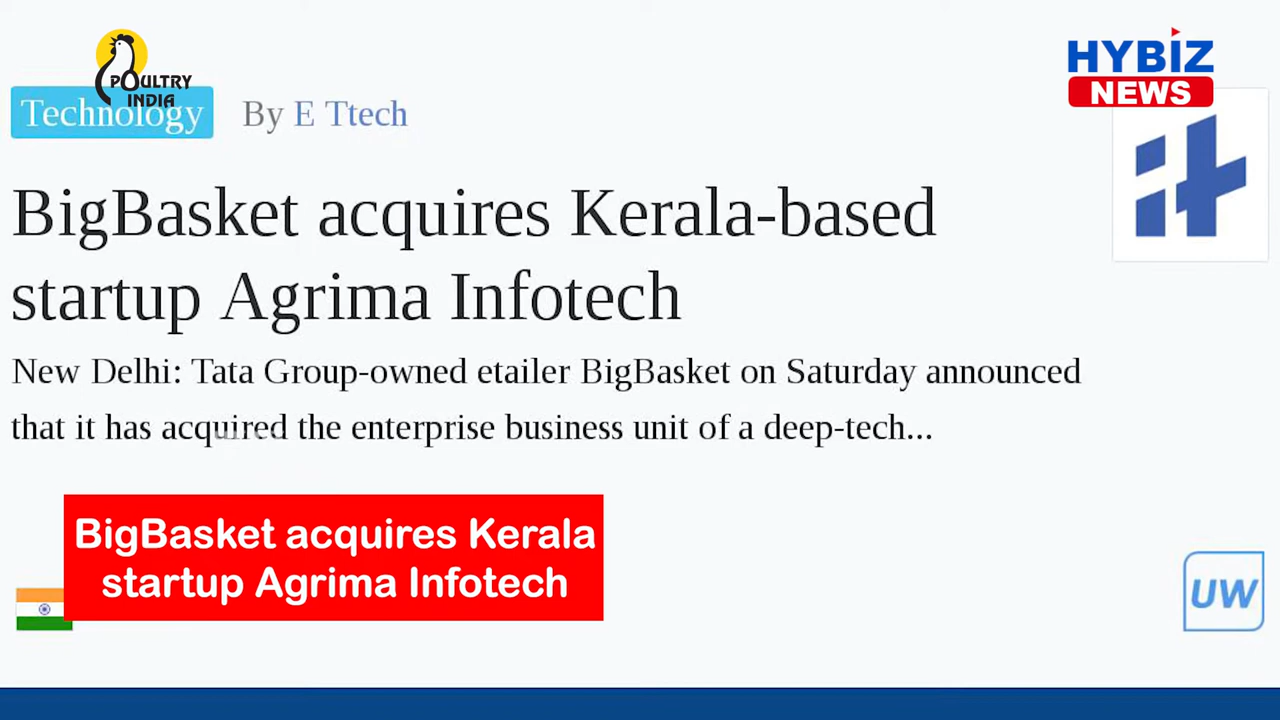 POULTRY
INDIA
HYBIZ
NEWS
Technology
By E Ttech
it
BigBasket acquires Kerala-based
startup Agrima Infotech
New Delhi: Tata Group-owned etailer BigBasket on Saturday announced
that it has acquired the enterprise business unit of a deep-tech...
BigBasket acquires Kerala
startup Agrima Infotech
UW